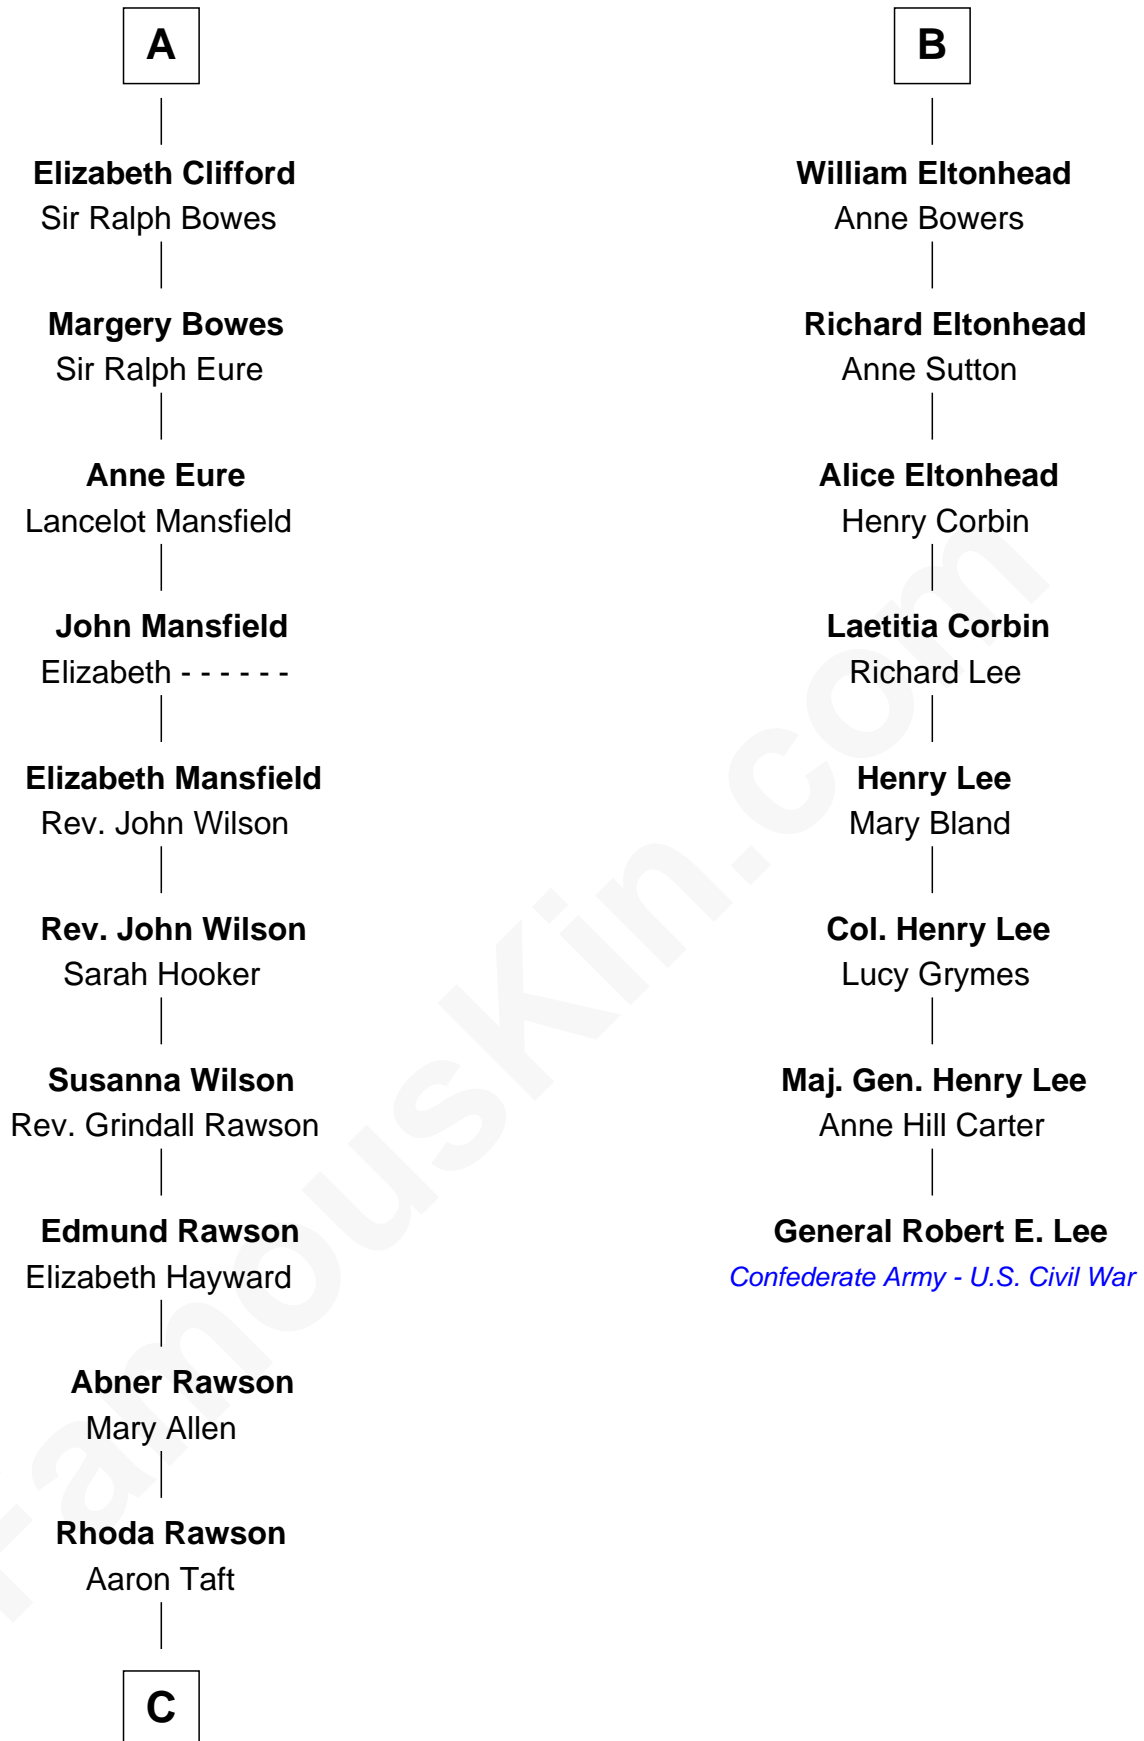 A
Elizabeth Clifford
Sir Ralph Bowes
Margery Bowes
Sir Ralph Eure
Anne Eure
Lancelot Mansfield
John Mansfield
Elizabeth - - - - - -
Elizabeth Mansfield
Rev. John Wilson
Rev. John Wilson
Sarah Hooker
Susanna Wilson
Rev. Grindall Rawson
Edmund Rawson
Elizabeth Hayward
Abner Rawson
Mary Allen
Rhoda Rawson
Aaron Taft
C
B
William Eltonhead
Anne Bowers
Richard Eltonhead
Anne Sutton
Alice Eltonhead
Henry Corbin
Laetitia Corbin
Richard Lee
Henry Lee
Mary Bland
Col. Henry Lee
Lucy Grymes
Maj. Gen. Henry Lee
Anne Hill Carter
General Robert E. Lee
Confederate Army - U.S. Civil War
FamousKin.com